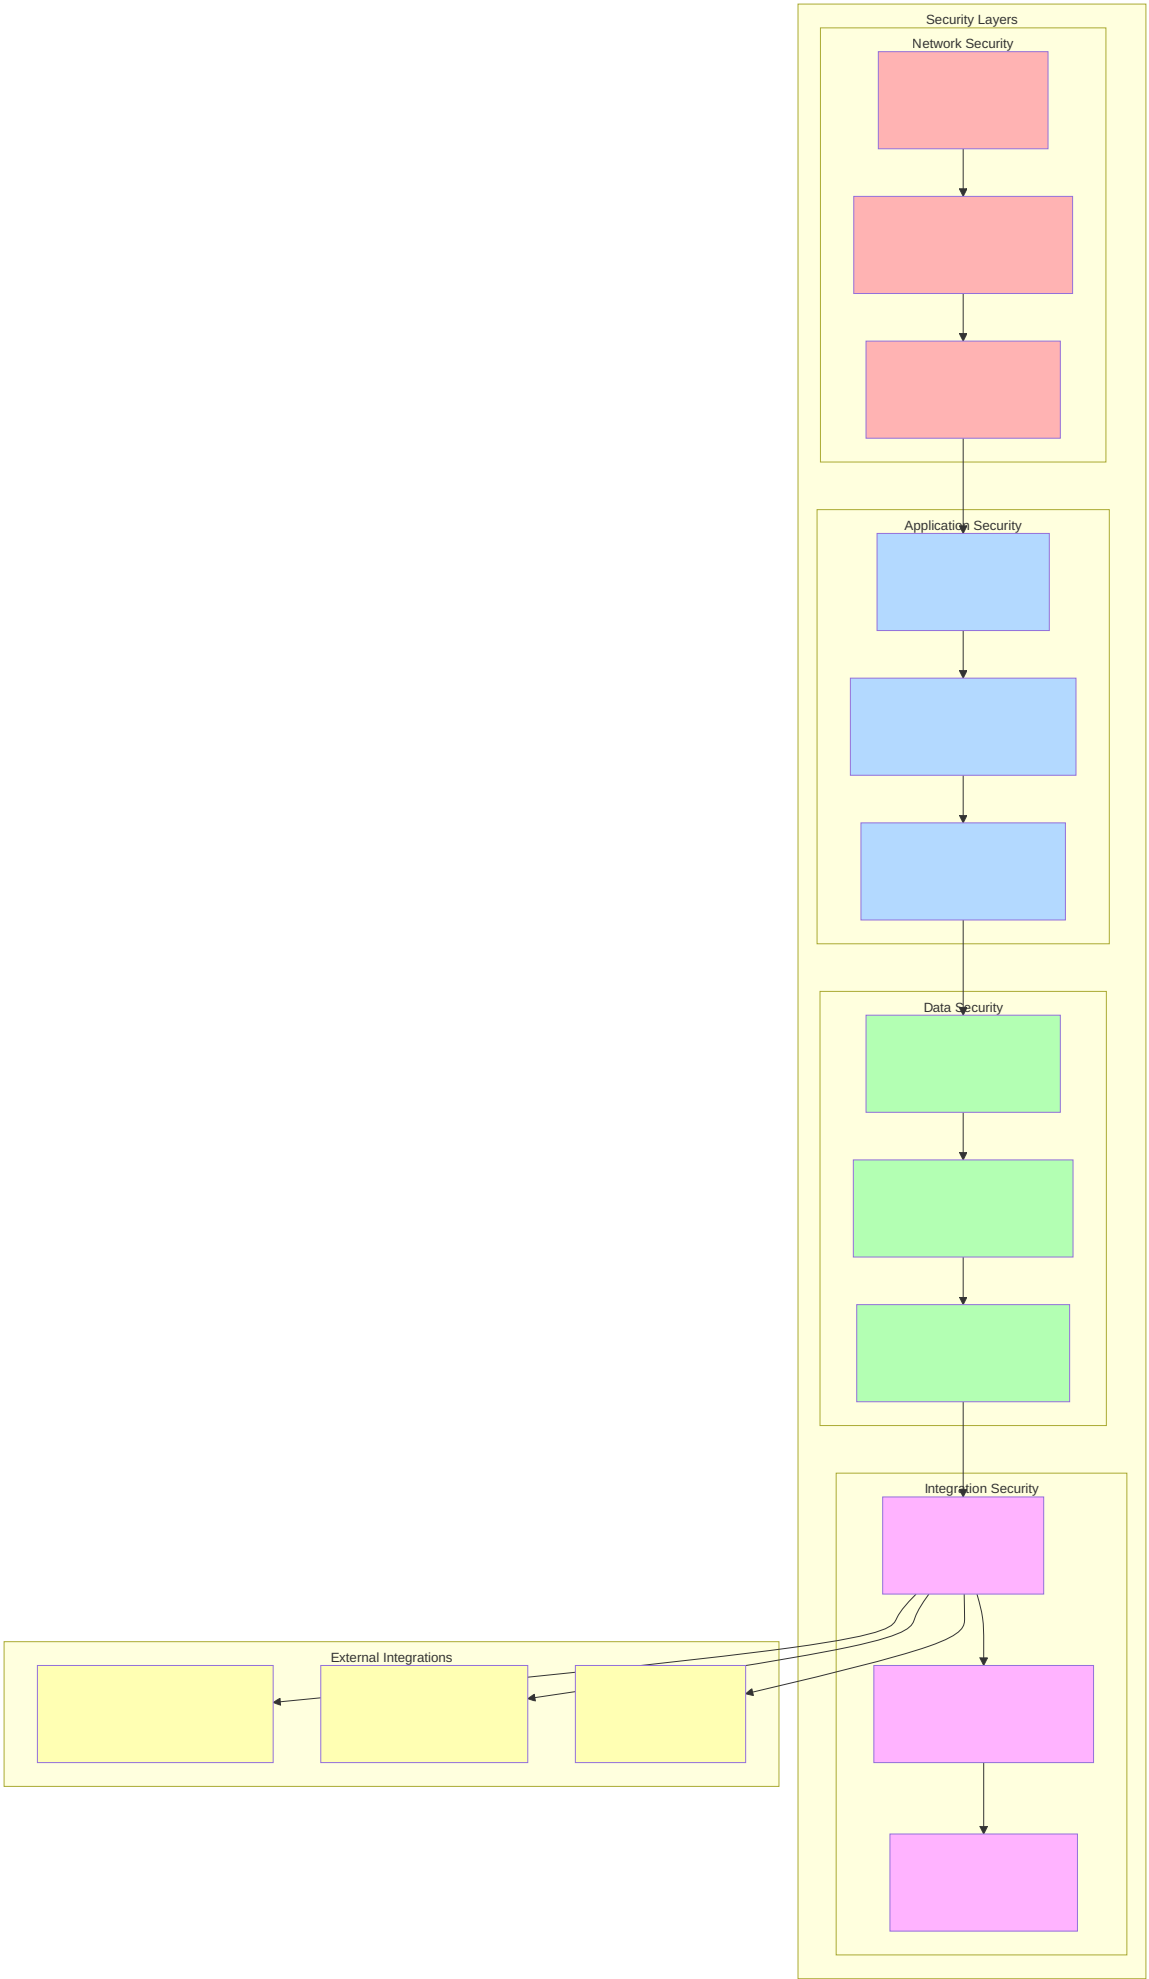 Security Layers
Network Security
Application Security
Data Security
Integration Security
External Integrations